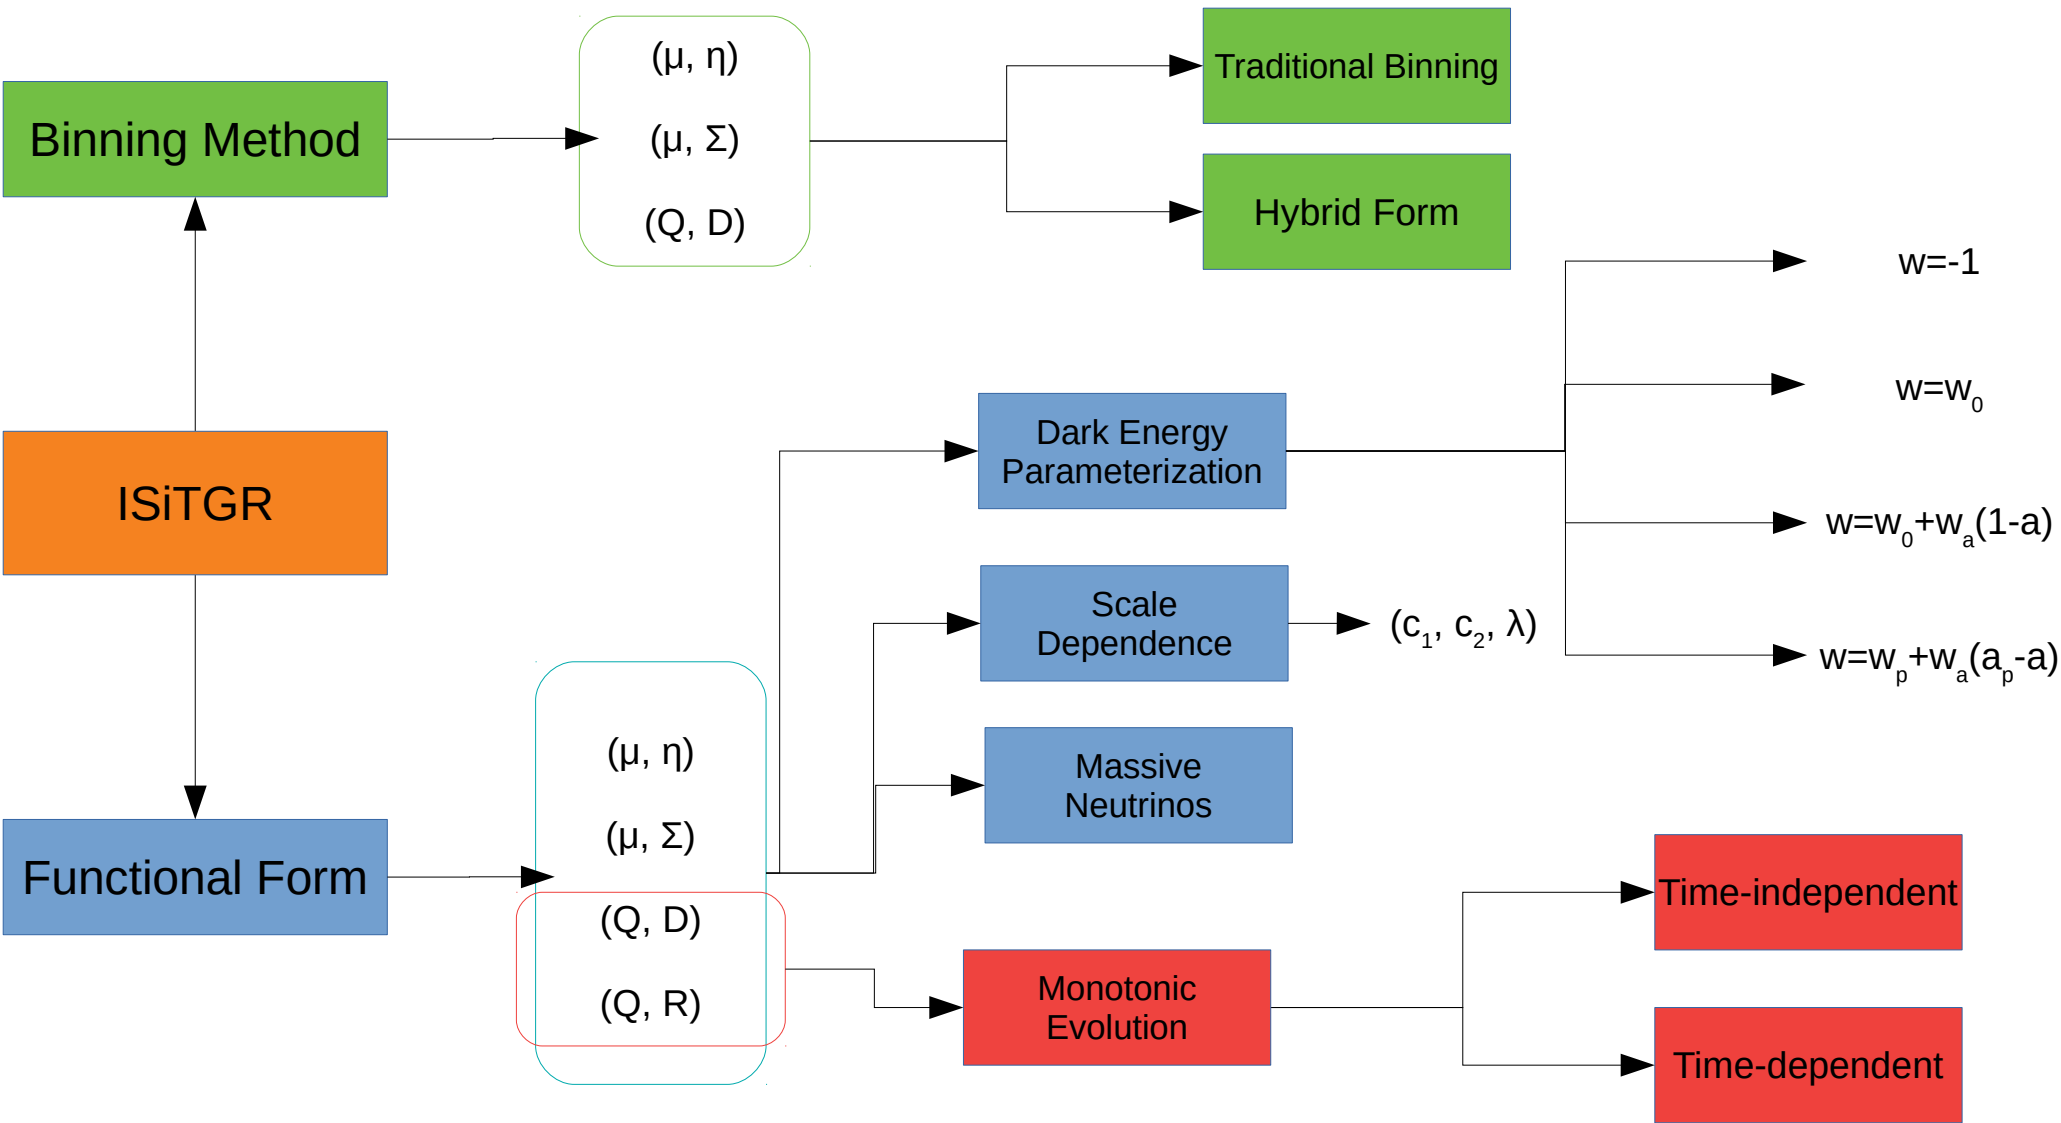 Binning Method
(μ, η)
(μ, Σ)
(Q, D)
Traditional Binning
Hybrid Form
ISiTGR
Functional Form
(μ, η)
(μ, Σ)
(Q, D)
(Q, R)
Dark Energy
Parameterization
w=-1
w=w₀
w=w₀+wₐ(1-a)
w=wₚ+wₐ(aₚ-a)
Scale
Dependence
(c₁, c₂, λ)
Massive
Neutrinos
Monotonic
Evolution
Time-independent
Time-dependent